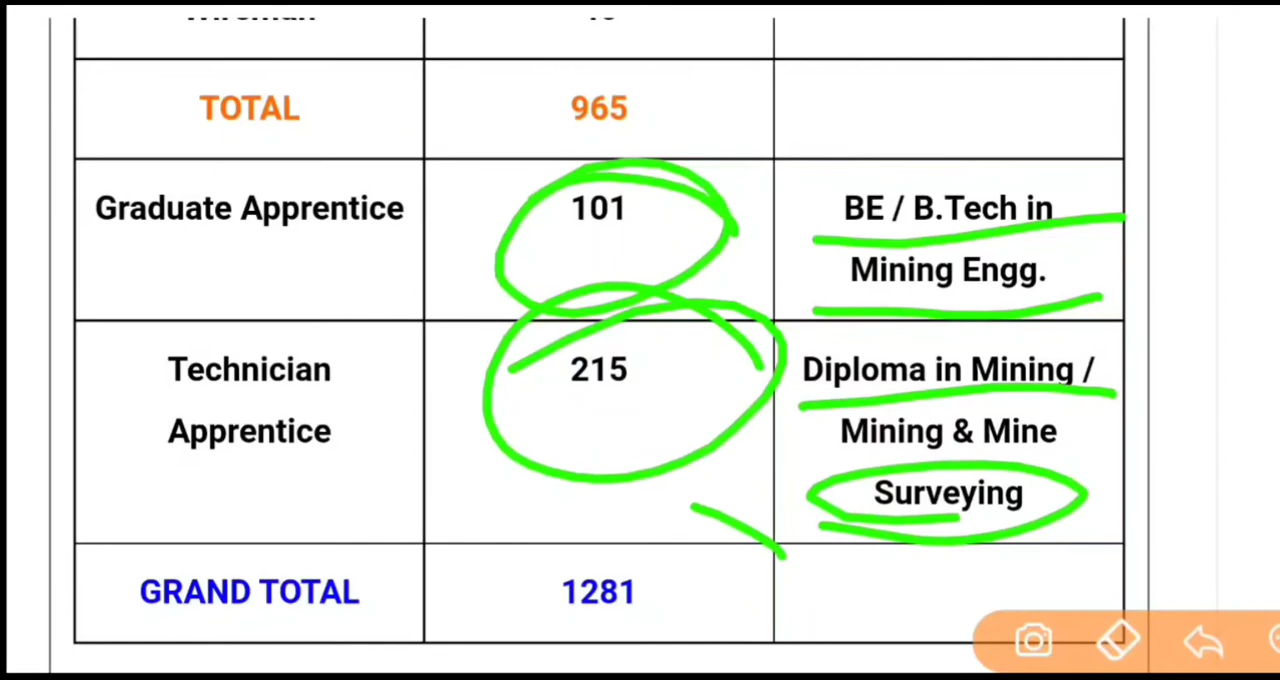 TOTAL 965
Graduate Apprentice 101 BE / B.Tech in
Mining Engg.
Technician 215 Diploma in Mining /
Apprentice Mining & Mine
Surveying
GRAND TOTAL 1281